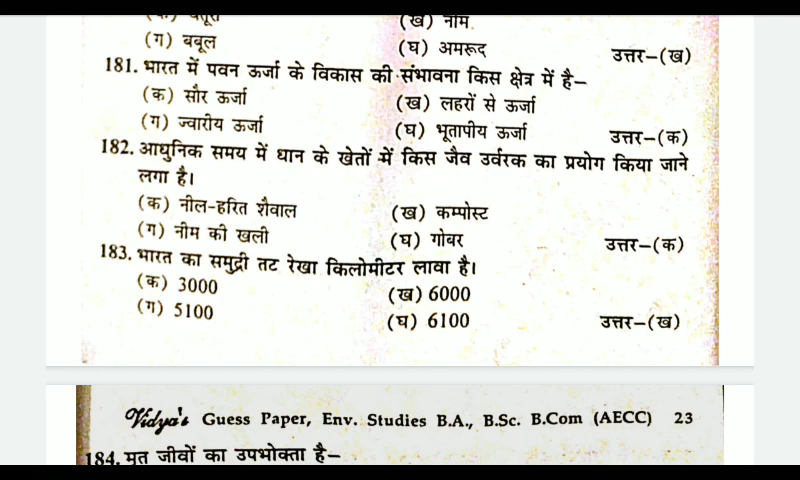 (ख) नीम
(ग) बबूल (घ) अमरूद उत्तर–(ख)
181. भारत में पवन ऊर्जा के विकास की संभावना किस क्षेत्र में है–
(क) सौर ऊर्जा (ख) लहरों से ऊर्जा
(ग) ज्वारीय ऊर्जा (घ) भूतापीय ऊर्जा उत्तर–(क)
182. आधुनिक समय में धान के खेतों में किस जैव उर्वरक का प्रयोग किया जाने
लगा है।
(क) नील-हरित शैवाल (ख) कम्पोस्ट
(ग) नीम की खली (घ) गोबर उत्तर–(क)
183. भारत का समुद्री तट रेखा किलोमीटर लावा है।
(क) 3000 (ख) 6000
(ग) 5100 (घ) 6100 उत्तर–(ख)
Vidya's Guess Paper, Env. Studies B.A., B.Sc. B.Com (AECC) 23
184. मृत जीवों का उपभोक्ता है–